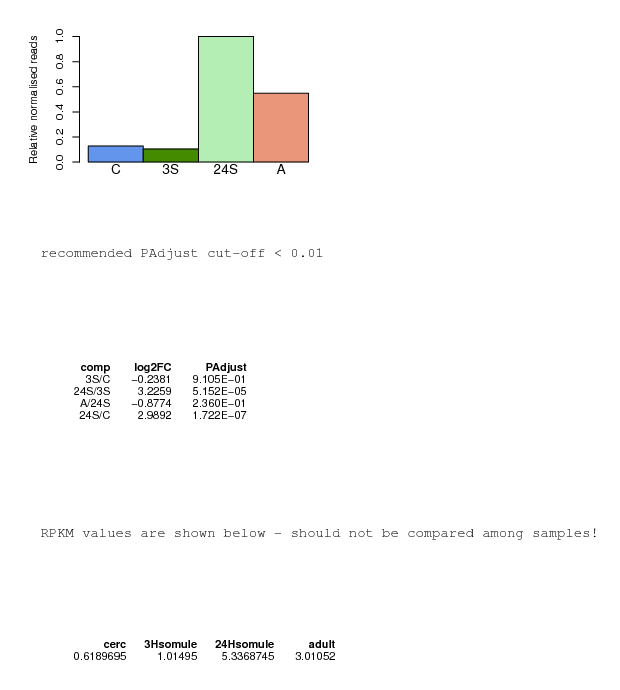 Relative normalised reads
1.0
0.8
0.6
0.4
0.2
0.0
C 3S 24S A
recommended PAdjust cut-off < 0.01
comp log2FC PAdjust
3S/C −0.2381 9.105E−01
24S/3S 3.2259 5.152E−05
A/24S −0.8774 2.360E−01
24S/C 2.9892 1.722E−07
RPKM values are shown below - should not be compared among samples!
cerc 3Hsomule 24Hsomule adult
0.6189695 1.01495 5.3368745 3.01052